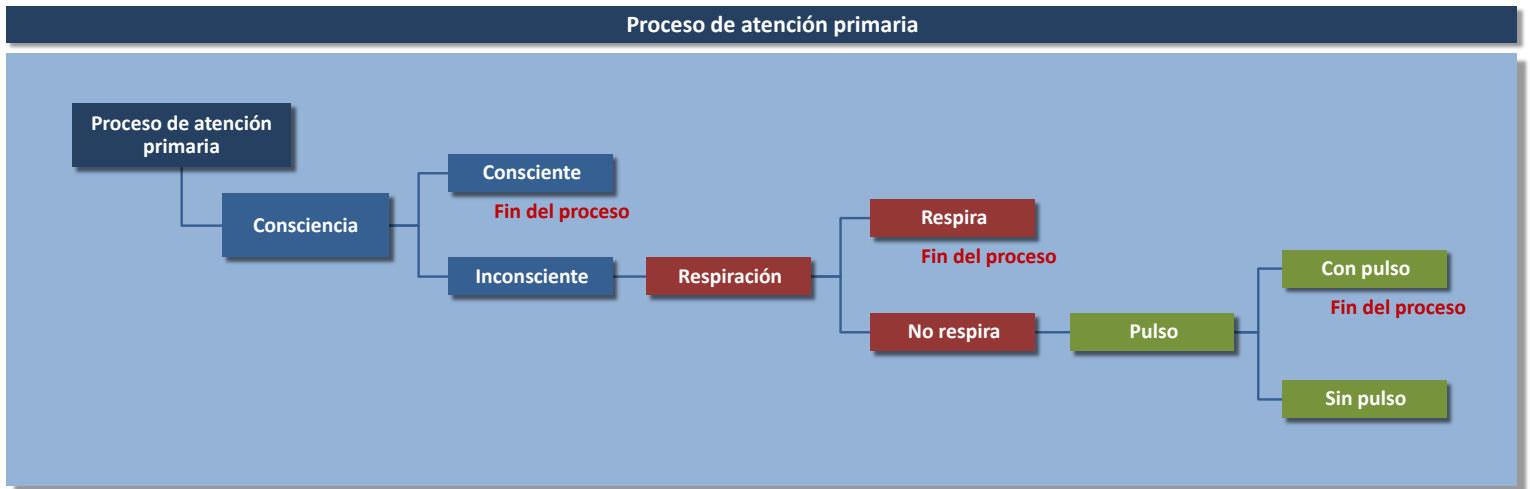 Proceso de atención primaria
Proceso de atención
primaria
Consciencia
Consciente
Fin del proceso
Inconsciente
Respiración
Respira
Fin del proceso
No respira
Pulso
Con pulso
Fin del proceso
Sin pulso